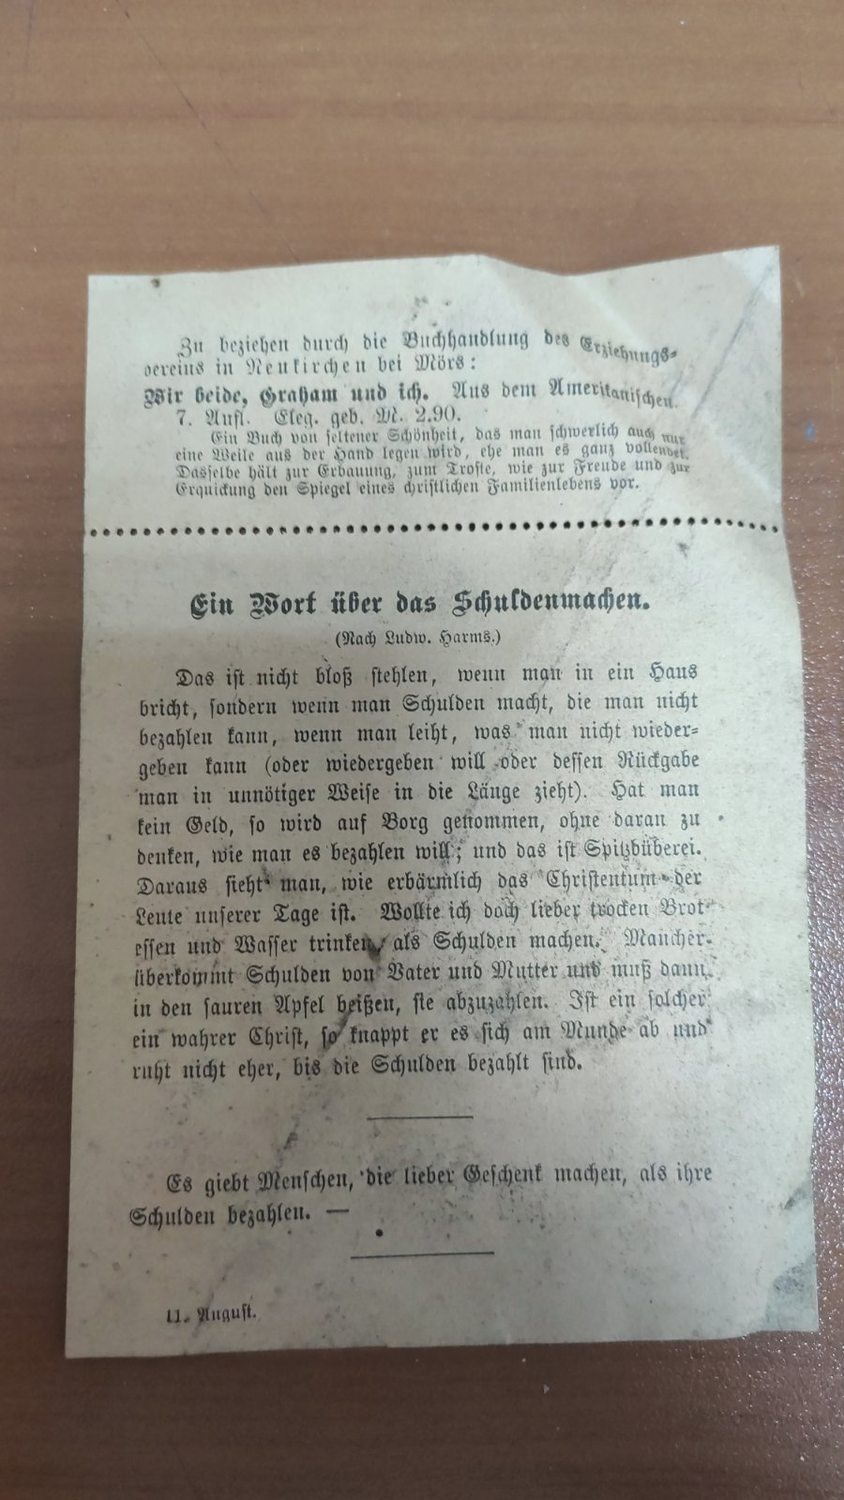 Zu beziehen durch die Buchhandlung des Erziehungs-
vereins in Neukirchen bei Mörs:
Wir beide, Graham und ich. Aus dem Amerikanischen.
7. Aufl. Eleg. geb. M. 2.90.
Ein Buch von seltener Schönheit, das man schwerlich auch nur
eine Weile aus der Hand legen wird, ehe man es ganz vollendet.
Dasselbe hält zur Erbauung, zum Troste, wie zur Freude und zur
Erquickung den Spiegel eines christlichen Familienlebens vor.
Ein Wort über das Schuldenmachen.
(Nach Ludw. Harms.)
Das ist nicht bloß stehlen, wenn man in ein Haus
bricht, sondern wenn man Schulden macht, die man nicht
bezahlen kann, wenn man leiht, was man nicht wieder-
geben kann (oder wiedergeben will oder dessen Rückgabe
man in unnötiger Weise in die Länge zieht). Hat man
kein Geld, so wird auf Borg genommen, ohne daran zu
denken, wie man es bezahlen will; und das ist Spitzbüberei.
Daraus sieht man, wie erbärmlich das Christentum der
Leute unserer Tage ist. Wollte ich doch lieber trocken Brot
essen und Wasser trinken, als Schulden machen. Mancher
überkommt Schulden von Vater und Mutter und muß dann
in den sauren Apfel beißen, sie abzuzahlen. Ist ein solcher
ein wahrer Christ, so knappt er es sich am Munde ab und
ruht nicht eher, bis die Schulden bezahlt sind.
Es giebt Menschen, die lieber Geschenk machen, als ihre
Schulden bezahlen. —
11. August.